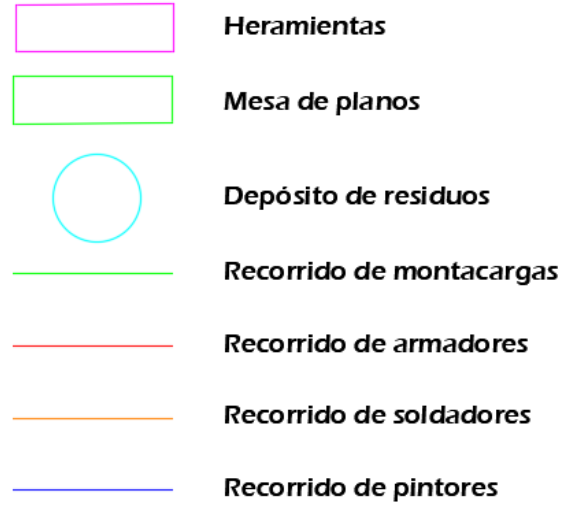 Heramientas
Mesa de planos
Depósito de residuos
Recorrido de montacargas
Recorrido de armadores
Recorrido de soldadores
Recorrido de pintores